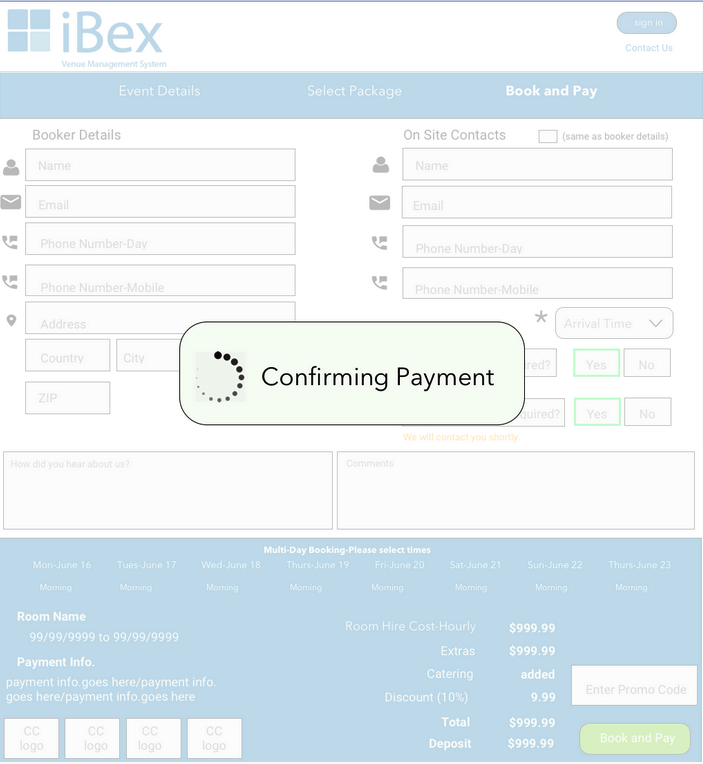 iBex
Venue Management System
sign in
Contact Us
Event Details
Select Package
Book and Pay
Booker Details
Name
Email
Phone Number-Day
Phone Number-Mobile
Address
Country
City
ZIP
On Site Contacts
(same as booker details)
Name
Email
Phone Number-Day
Phone Number-Mobile
* Arrival Time
Yes No
Yes No
We will contact you shortly.
Confirming Payment
How did you hear about us?
Comments
Multi-Day Booking-Please select times
Mon-June 16 Tues-June 17 Wed-June 18 Thurs-June 19 Fri-June 20 Sat-June 21 Sun-June 22 Thurs-June 23
Morning Morning Morning Morning Morning Morning Morning Morning
Room Name
99/99/9999 to 99/99/9999
Payment Info.
payment info.goes here/payment info.
goes here/payment info.goes here
CC
logo
CC
logo
CC
logo
CC
logo
Room Hire Cost-Hourly $999.99
Extras $999.99
Catering added
Discount (10%) 9.99
Total $999.99
Deposit $999.99
Enter Promo Code
Book and Pay